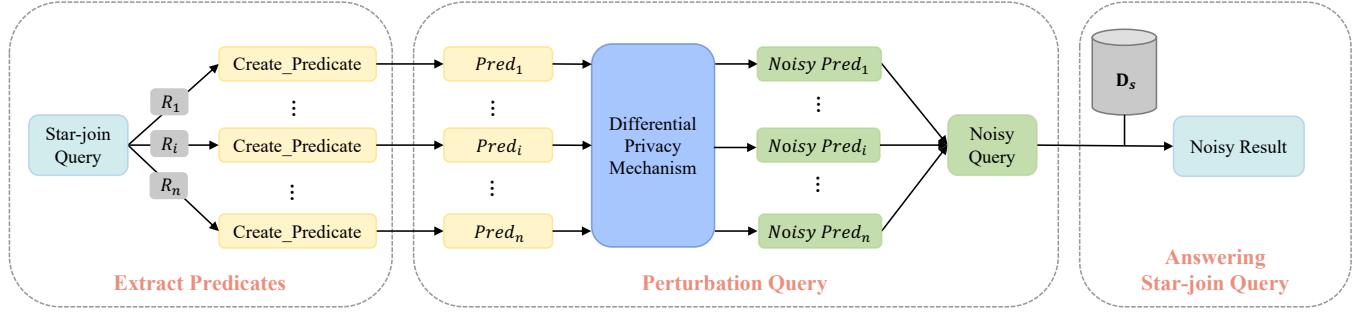 Star-join
Query
R₁
Rᵢ
Rₙ
Create_Predicate
⋮
Create_Predicate
⋮
Create_Predicate
Extract Predicates
Pred₁
⋮
Predᵢ
⋮
Predₙ
Differential
Privacy
Mechanism
Noisy Pred₁
⋮
Noisy Predᵢ
⋮
Noisy Predₙ
Noisy
Query
Perturbation Query
Dₛ
Noisy Result
Answering
Star-join Query